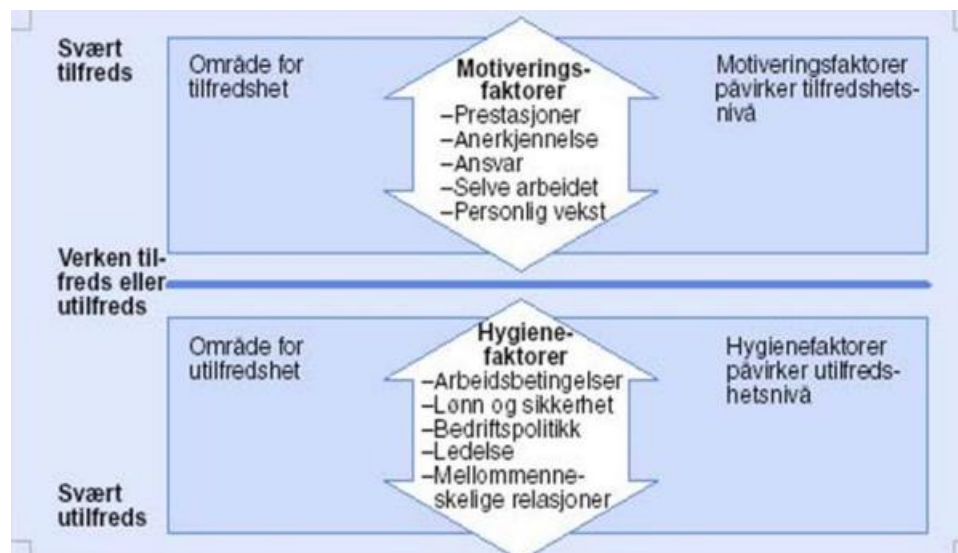 Svært
tilfreds
Område for
tilfredshet
Motiverings-
faktorer
–Prestasjoner
–Anerkjennelse
–Ansvar
–Selve arbeidet
–Personlig vekst
Motiveringsfaktorer
påvirker tilfredshets-
nivå
Verken til-
freds eller
utilfreds
Område for
utilfredshet
Hygiene-
faktorer
–Arbeidsbetingelser
–Lønn og sikkerhet
–Bedriftspolitikk
–Ledelse
–Mellommenne-
skelige relasjoner
Hygienefaktorer
påvirker utilfreds-
hetsnivå
Svært
utilfreds